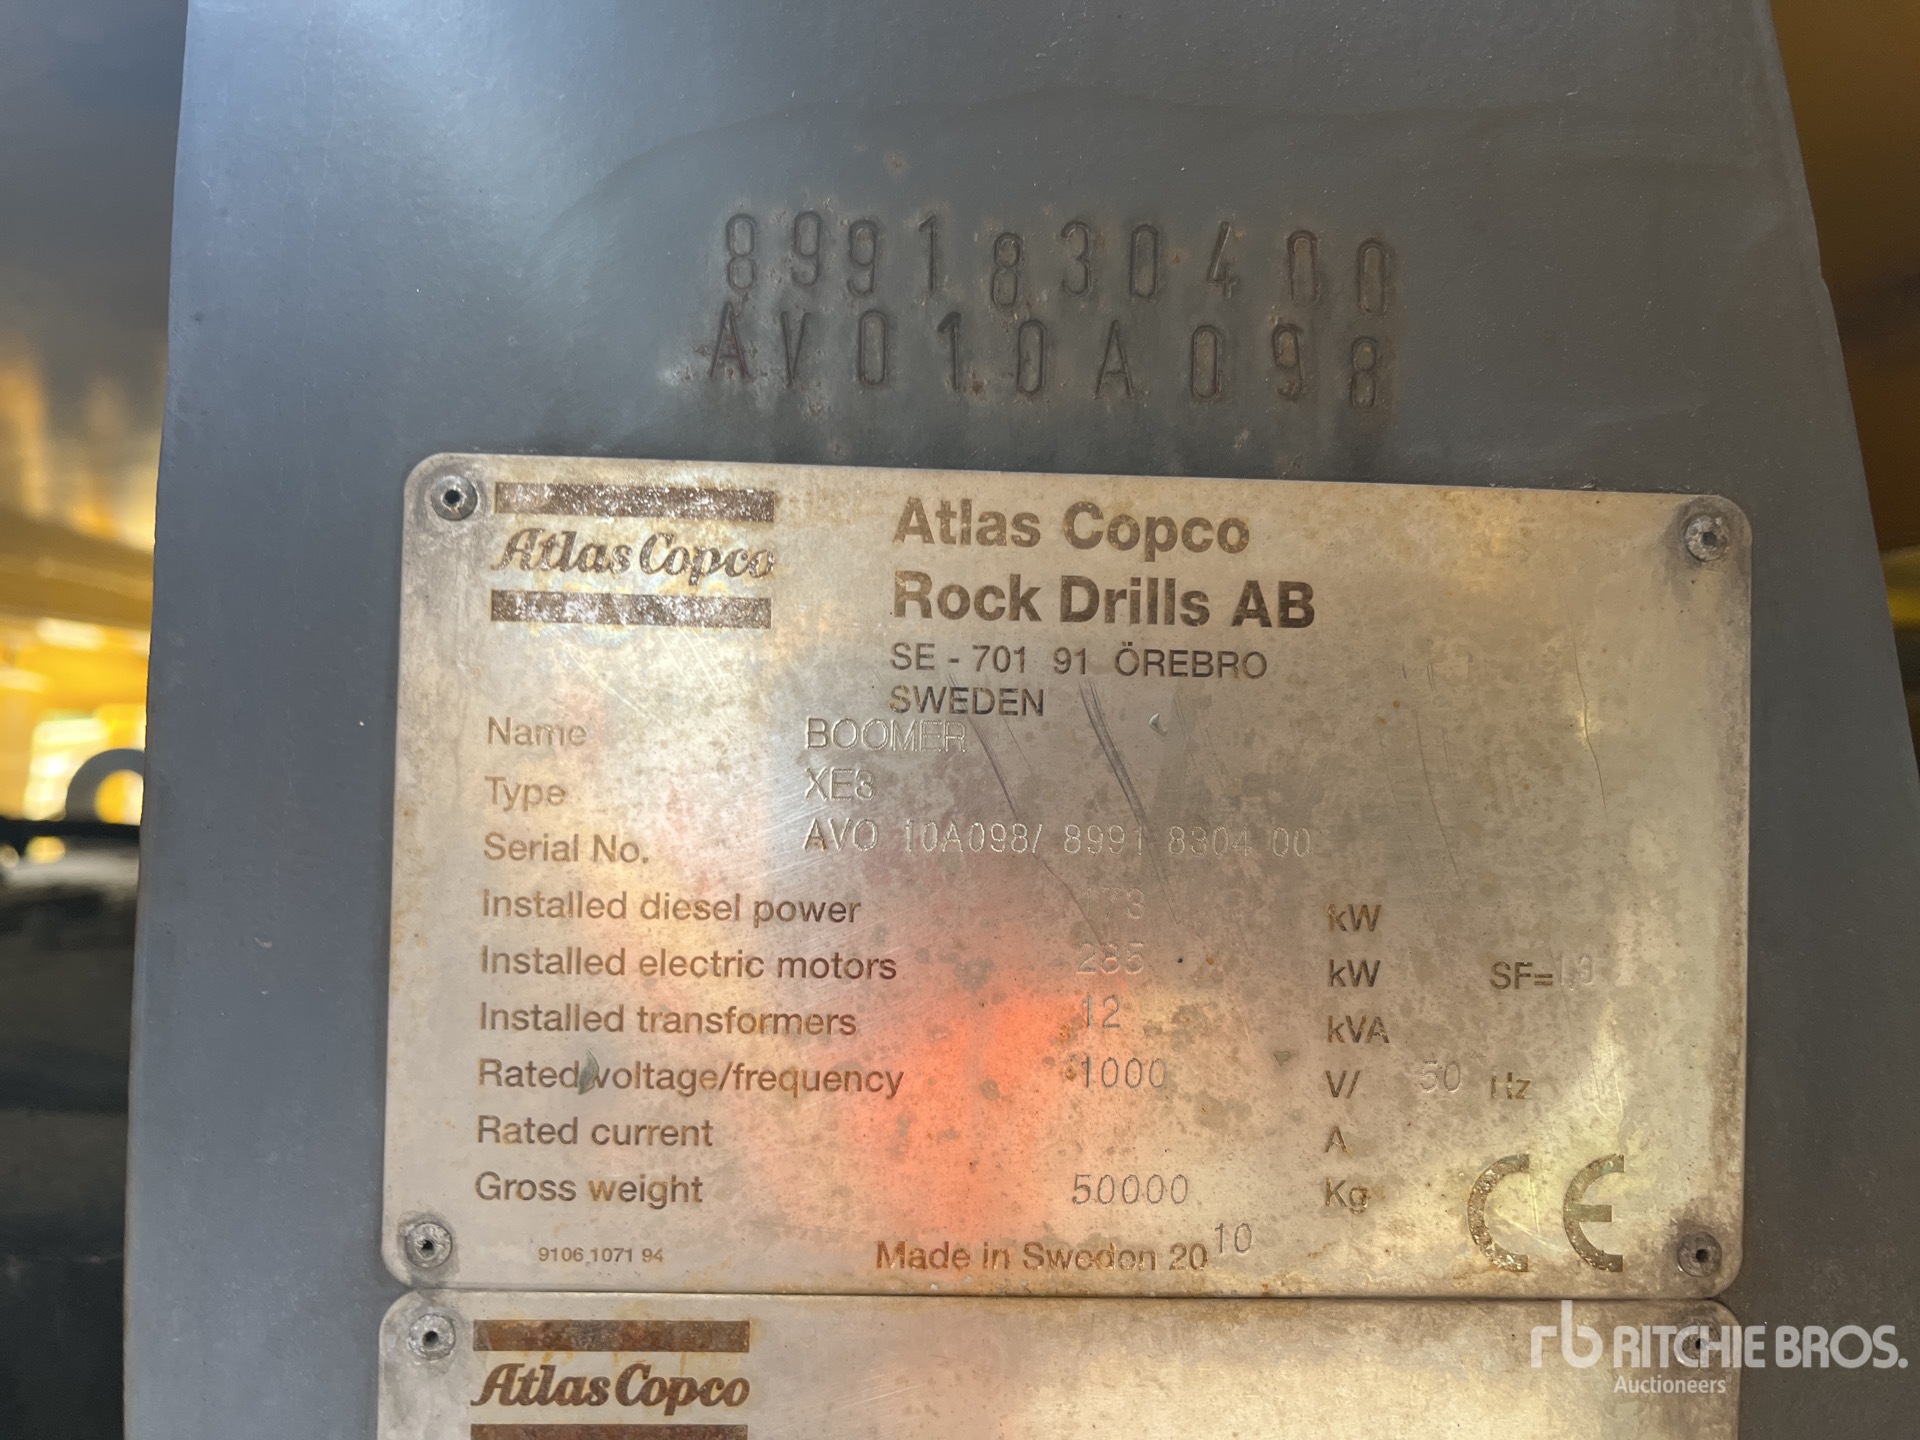 8991830400
AVO10A098
Atlas Copco
Atlas Copco
Rock Drills AB
SE - 701 91 ÖREBRO
SWEDEN
Name BOOMER
Type XE3
Serial No. AVO 10A098/ 8991 8304 00
Installed diesel power 173 kW
Installed electric motors 285 kW SF=
Installed transformers 12 kVA
Rated voltage/frequency 1000 V/ 50 Hz
Rated current A
Gross weight 50000 Kg
CE
9106 1071 94
Made in Sweden 2010
Atlas Copco
rb RITCHIE BROS.
Auctioneers